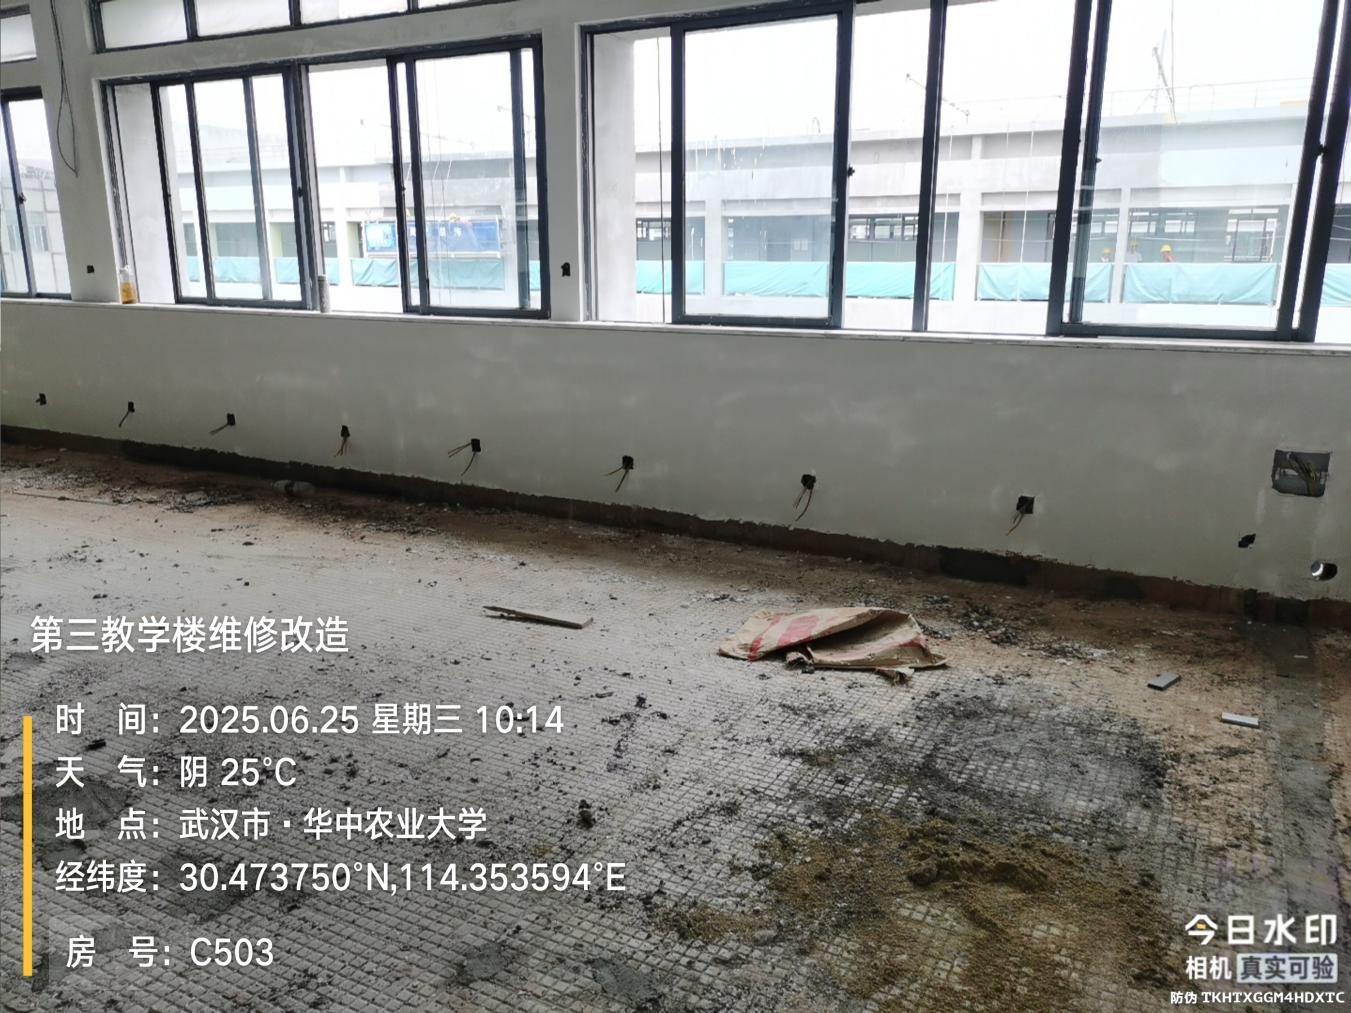 第三教学楼维修改造
时 间：2025.06.25 星期三 10:14
天 气：阴 25°C
地 点：武汉市·华中农业大学
经纬度：30.473750°N,114.353594°E
房 号：C503
今日水印
相机 真实可验
防伪 TKHTXGGM4HDXTC